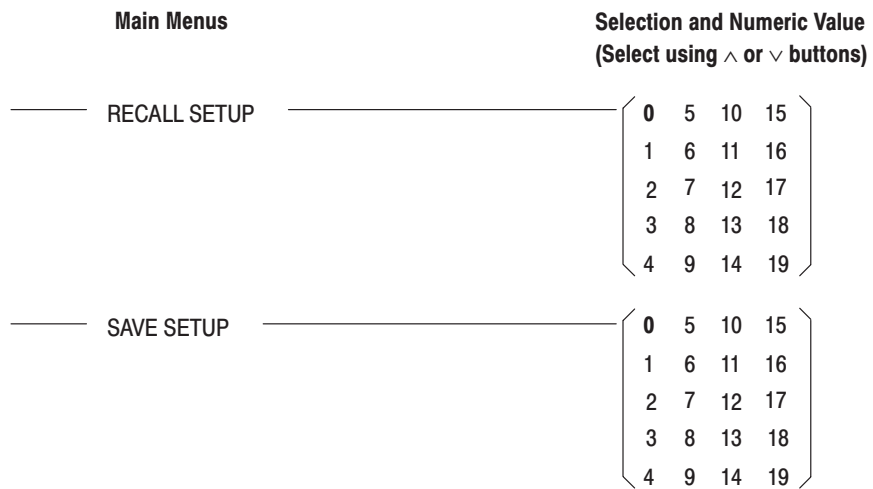 Main Menus
Selection and Numeric Value
(Select using ∧ or ∨ buttons)
RECALL SETUP
0 5 10 15
1 6 11 16
2 7 12 17
3 8 13 18
4 9 14 19
SAVE SETUP
0 5 10 15
1 6 11 16
2 7 12 17
3 8 13 18
4 9 14 19